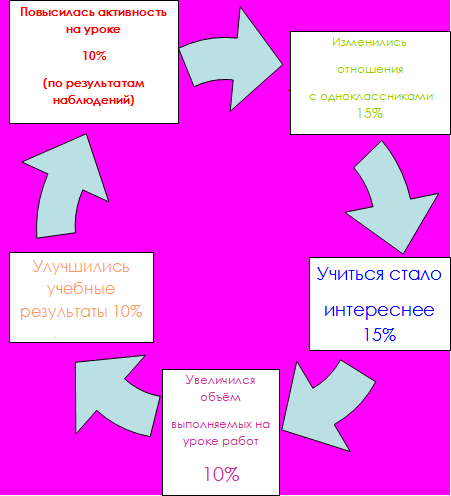 Повысилась активность
на уроке
10%
(по результатам
наблюдений)
Изменились
отношения
с одноклассниками
15%
Учиться стало
интереснее
15%
Увеличился
объём
выполняемых на
уроке работ
10%
Улучшились
учебные
результаты 10%
.